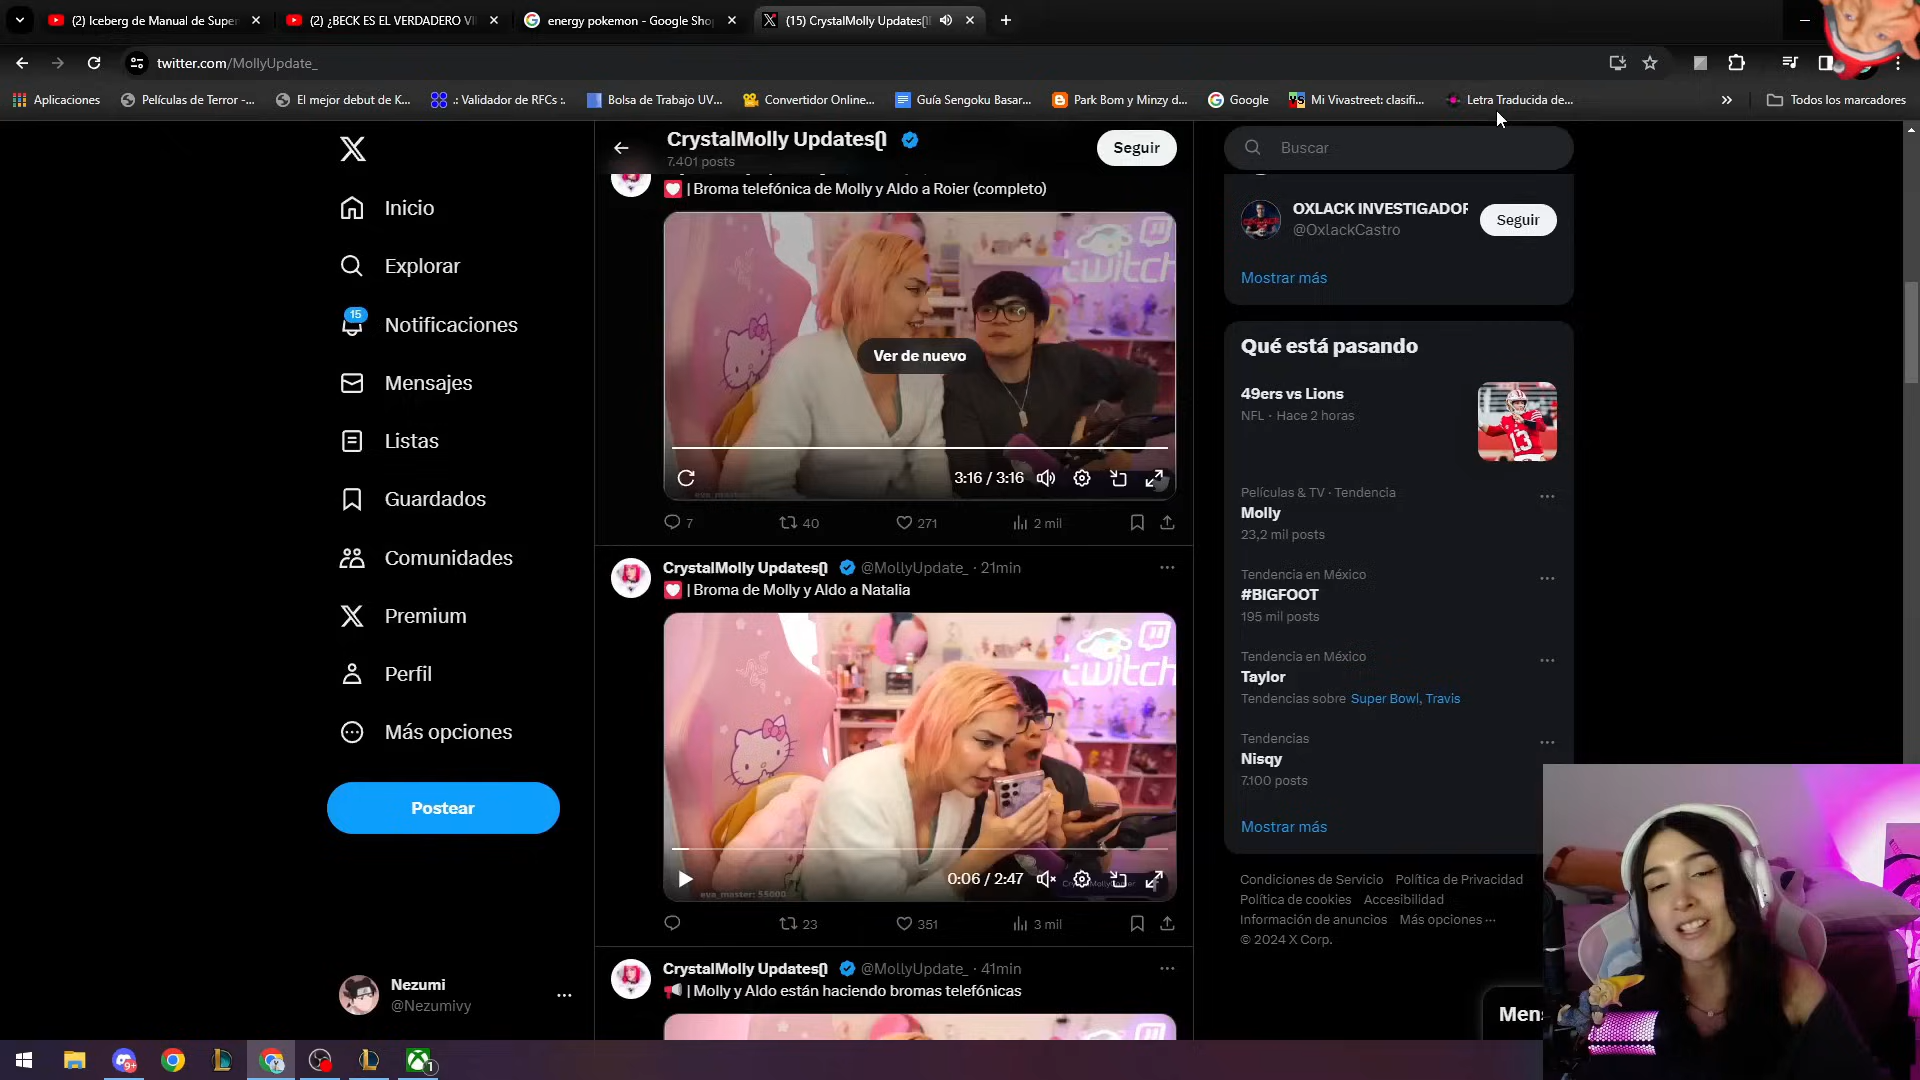 (2) Iceberg de Manual de Super
(2) ¿BECK ES EL VERDADERO VI
energy pokemon - Google Sho
(15) CrystalMolly Updates
twitter.com/MollyUpdate_
Aplicaciones
Películas de Terror -...
El mejor debut de K...
.: Validador de RFCs :.
Bolsa de Trabajo UV...
Convertidor Online...
Guía Sengoku Basar...
Park Bom y Minzy d...
Google
Mi Vivastreet: clasifi...
Letra Traducida de...
Todos los marcadores
Inicio
Explorar
15
Notificaciones
Mensajes
Listas
Guardados
Comunidades
Premium
Perfil
Más opciones
Postear
Nezumi
@Nezumivy
CrystalMolly Updates
7.401 posts
Seguir
| Broma telefónica de Molly y Aldo a Roier (completo)
twitch
Ver de nuevo
3:16 / 3:16
7
40
271
2 mil
CrystalMolly Updates @MollyUpdate_ · 21min
| Broma de Molly y Aldo a Natalia
twitch
0:06 / 2:47
eva_master: 55000
23
351
3 mil
CrystalMolly Updates @MollyUpdate_ · 41min
| Molly y Aldo están haciendo bromas telefónicas
Buscar
OXLACK INVESTIGADOR
@OxlackCastro
Seguir
Mostrar más
Qué está pasando
49ers vs Lions
NFL · Hace 2 horas
13
Películas & TV · Tendencia
Molly
23,2 mil posts
Tendencia en México
#BIGFOOT
195 mil posts
Tendencia en México
Taylor
Tendencias sobre Super Bowl, Travis
Tendencias
Nisqy
7.100 posts
Mostrar más
Condiciones de Servicio Política de Privacidad
Política de cookies Accesibilidad
Información de anuncios Más opciones ···
© 2024 X Corp.
Mens
9+
1